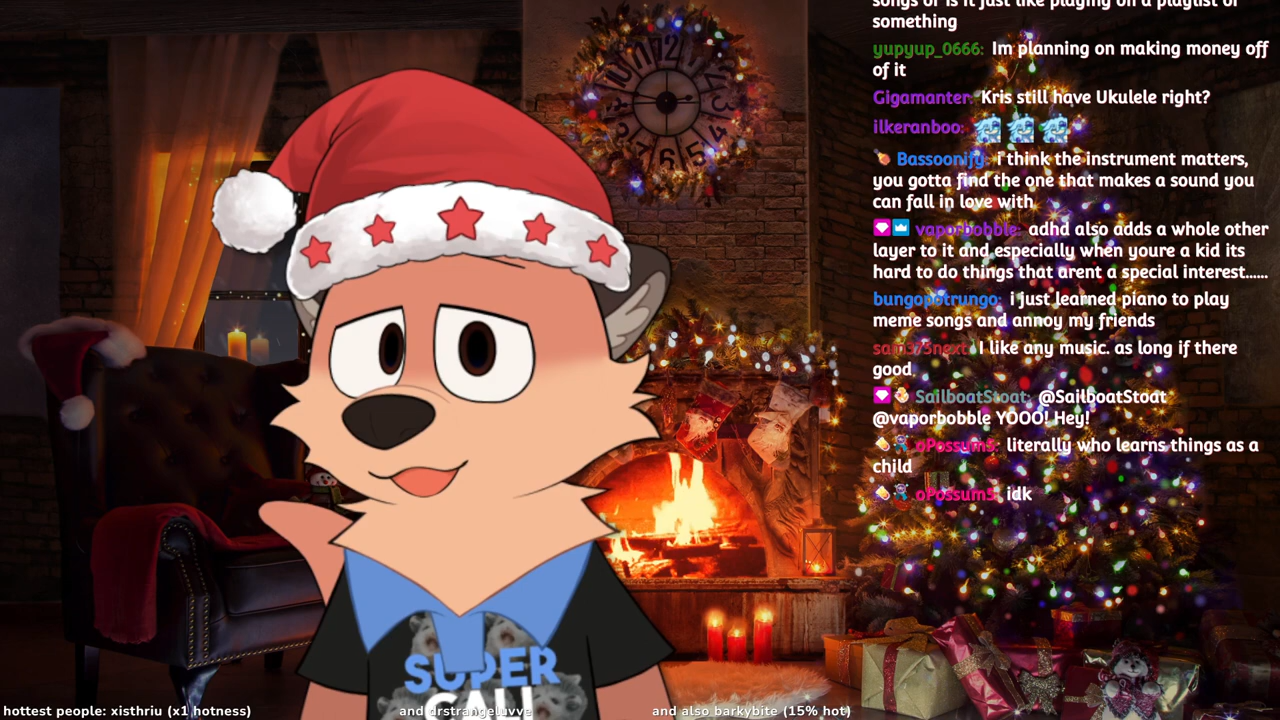 songs or is it just like playing on a playlist or
something
yupyup_0666: Im planning on making money off
of it
Gigamanter: Kris still have Ukulele right?
ilkeranboo:
Bassoonify: i think the instrument matters,
you gotta find the one that makes a sound you
can fall in love with
vaporbobble: adhd also adds a whole other
layer to it and especially when youre a kid its
hard to do things that arent a special interest......
bungopotrungo: i just learned piano to play
meme songs and annoy my friends
I like any music. as long if there
good
SailboatStoat: @SailboatStoat
@vaporbobble YOOO! Hey!
oPossum5: literally who learns things as a
child
oPossum5: idk
SUPER
hottest people: xisthriu (x1 hotness)
and drstrangeluvve
and also barkybite (15% hot)